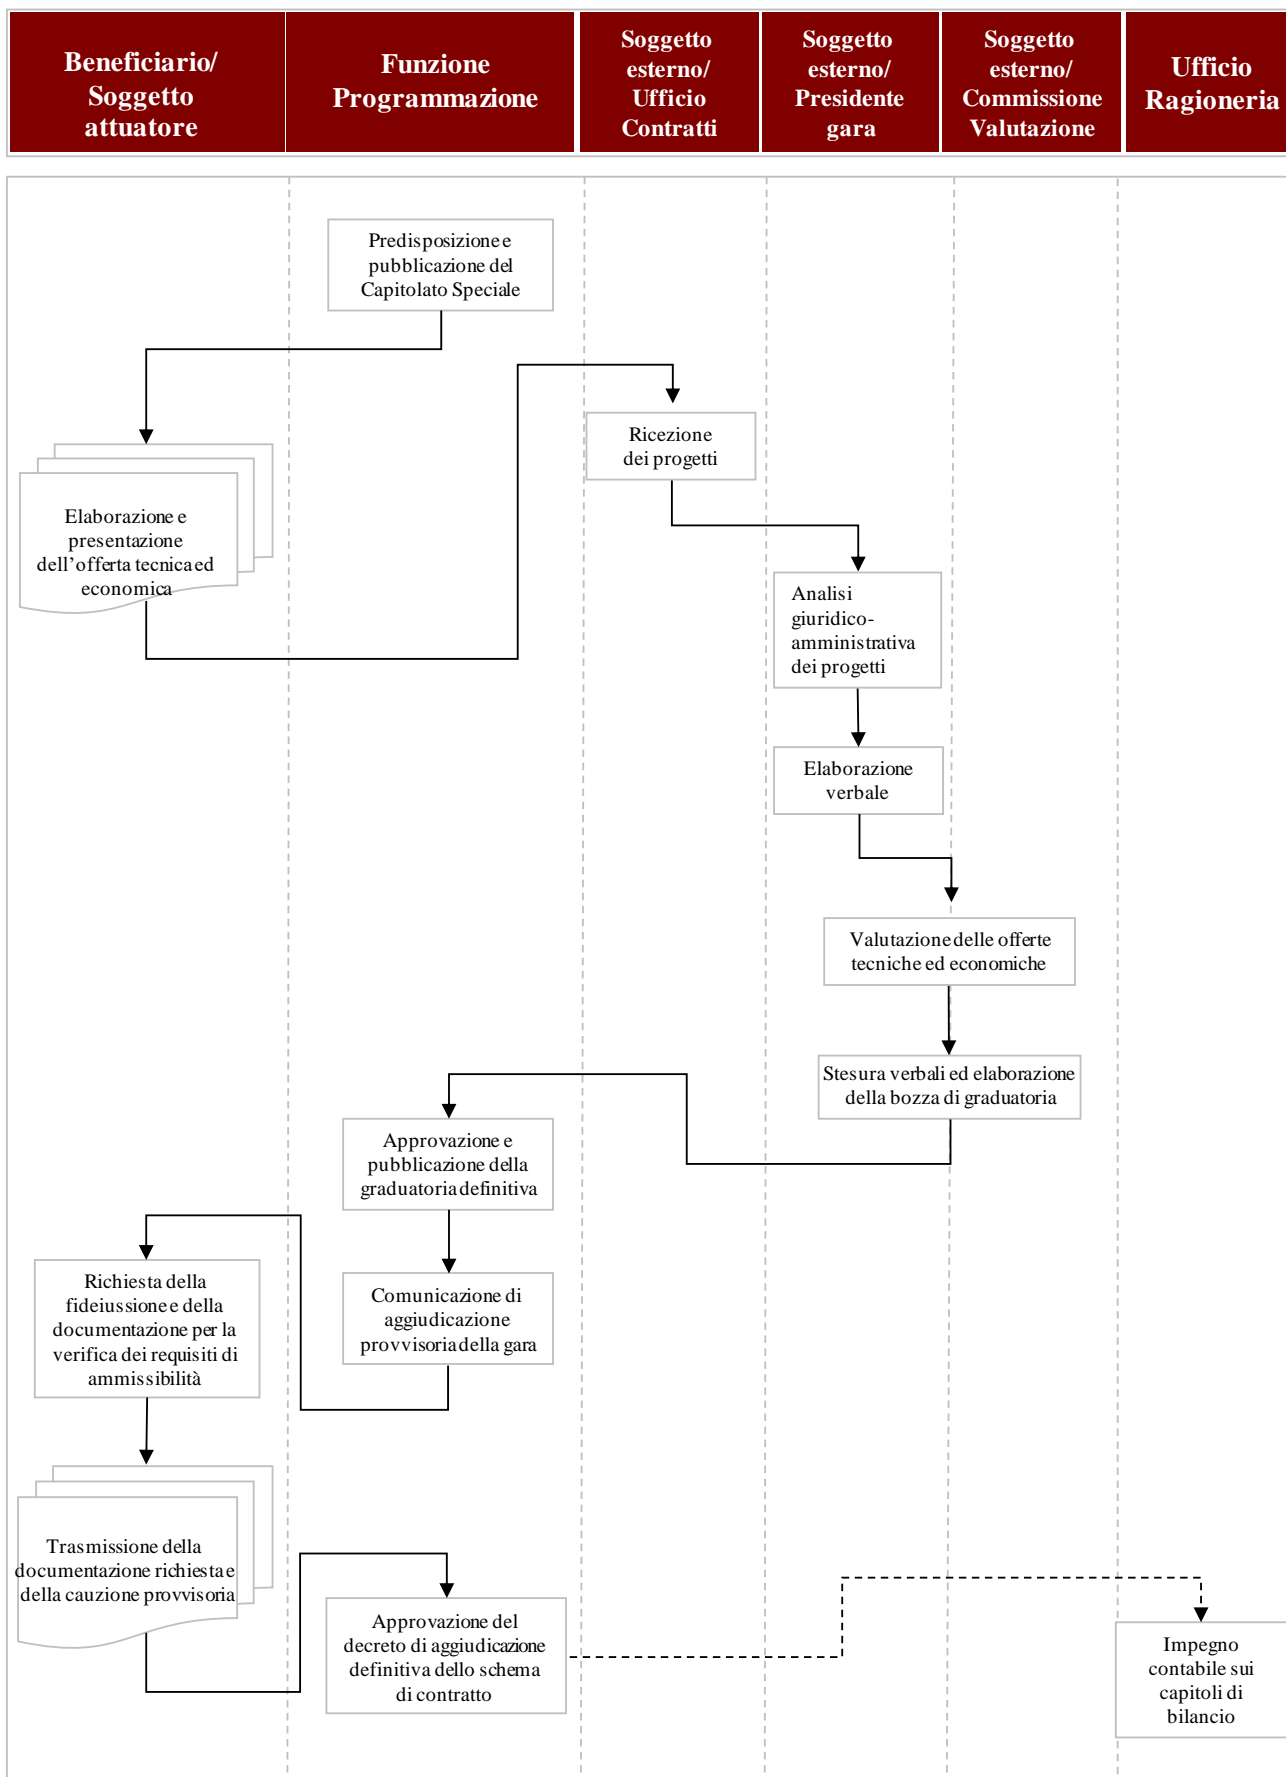 Beneficiario/
Soggetto
attuatore
Funzione
Programmazione
Soggetto
esterno/
Ufficio
Contratti
Soggetto
esterno/
Presidente
gara
Soggetto
esterno/
Commissione
Valutazione
Ufficio
Ragioneria
Predisposizione e
pubblicazione del
Capitolato Speciale
Ricezione
dei progetti
Elaborazione e
presentazione
dell'offerta tecnica ed
economica
Analisi
giuridico-
amministrativa
dei progetti
Elaborazione
verbale
Valutazione delle offerte
tecniche ed economiche
Stesura verbali ed elaborazione
della bozza di graduatoria
Approvazione e
pubblicazione della
graduatoria definitiva
Richiesta della
fideiussione e della
documentazione per la
verifica dei requisiti di
ammissibilità
Comunicazione di
aggiudicazione
provvisoria della gara
Trasmissione della
documentazione richiesta e
della cauzione provvisoria
Approvazione del
decreto di aggiudicazione
definitiva dello schema
di contratto
Impegno
contabile sui
capitoli di
bilancio